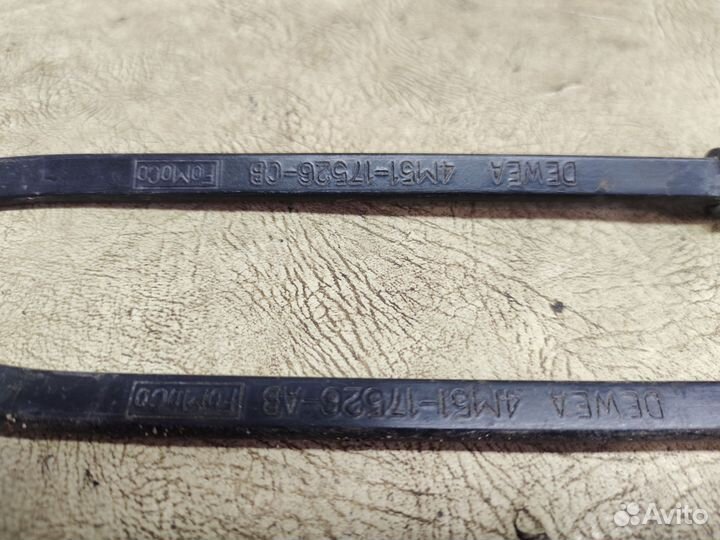 FoMoCo 4M51-17526-CB DEWEA
FoMoCo 4M51-17526-AB DEWEA
Avito